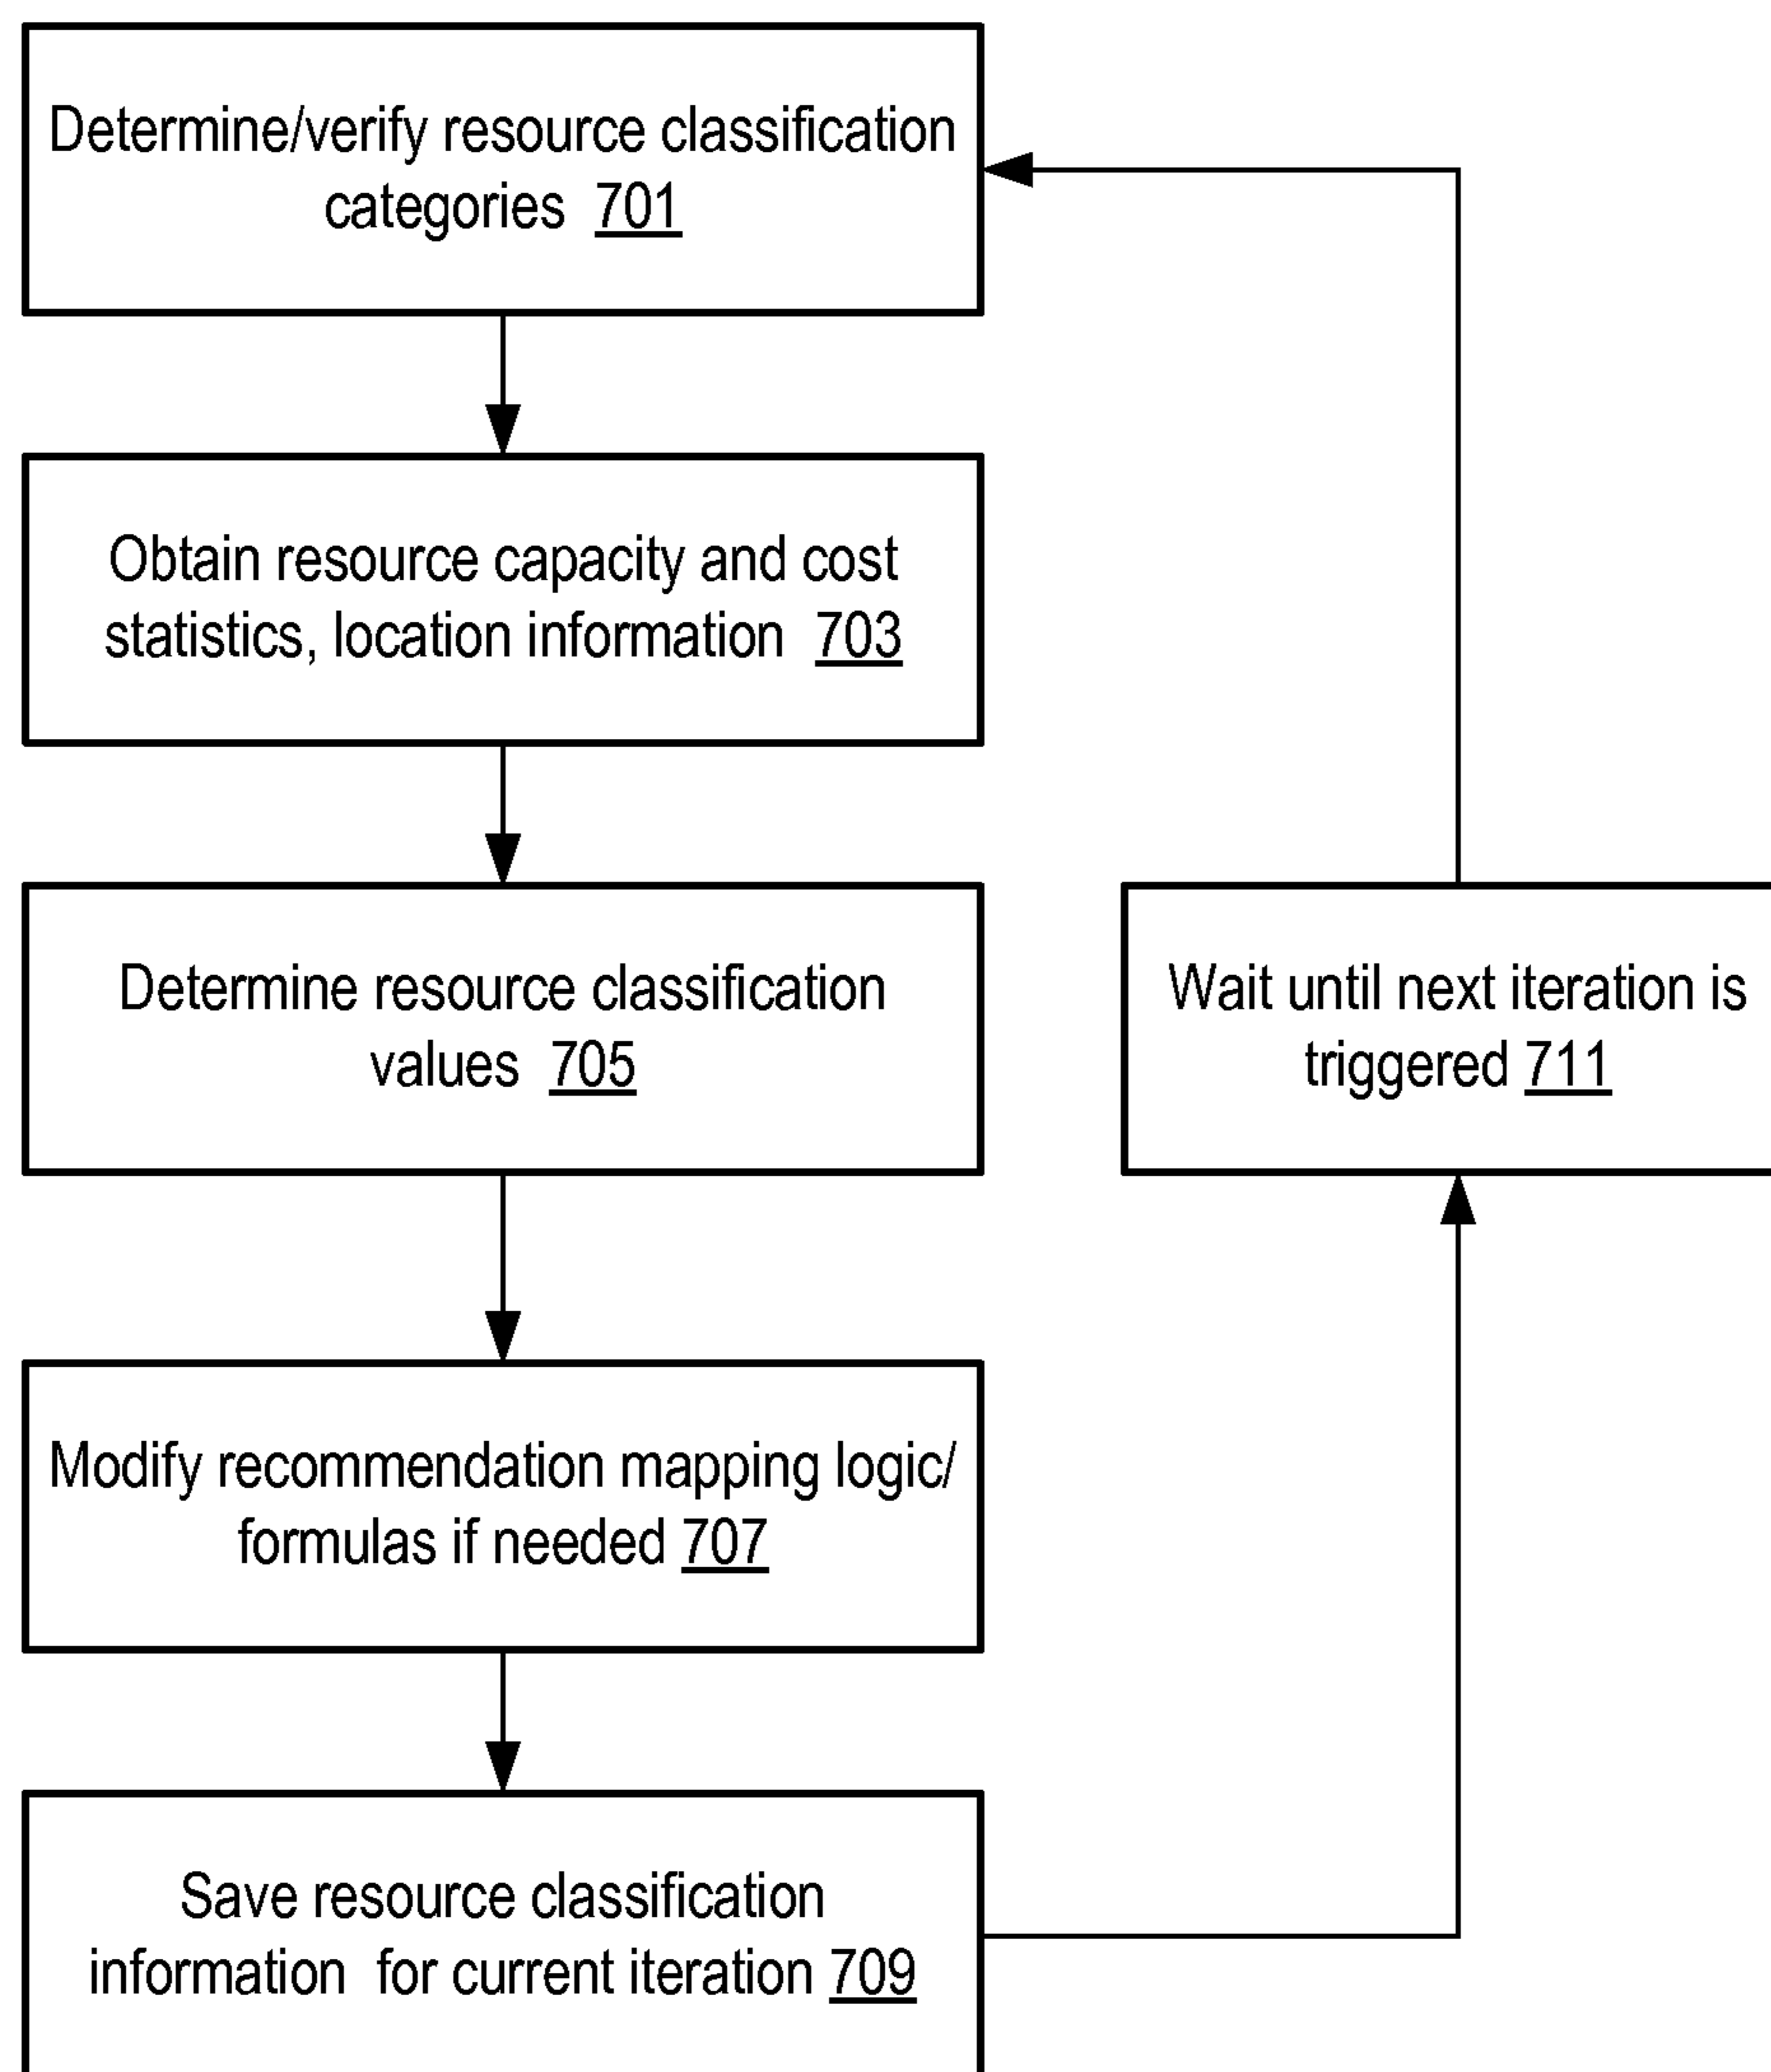 Determine/verify resource classification
categories 701
Obtain resource capacity and cost
statistics, location information 703
Determine resource classification
values 705
Wait until next iteration is
triggered 711
Modify recommendation mapping logic/
formulas if needed 707
Save resource classification
information for current iteration 709